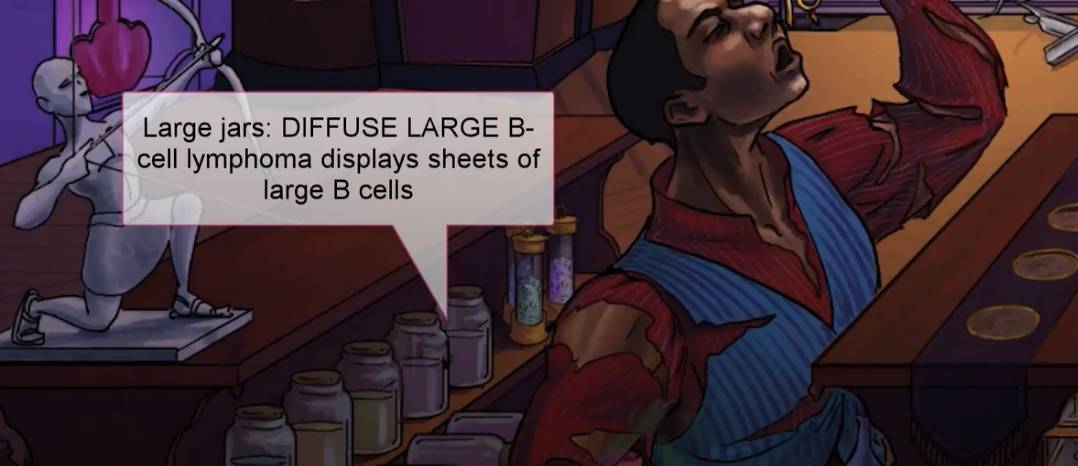 Large jars: DIFFUSE LARGE B-
cell lymphoma displays sheets of
large B cells